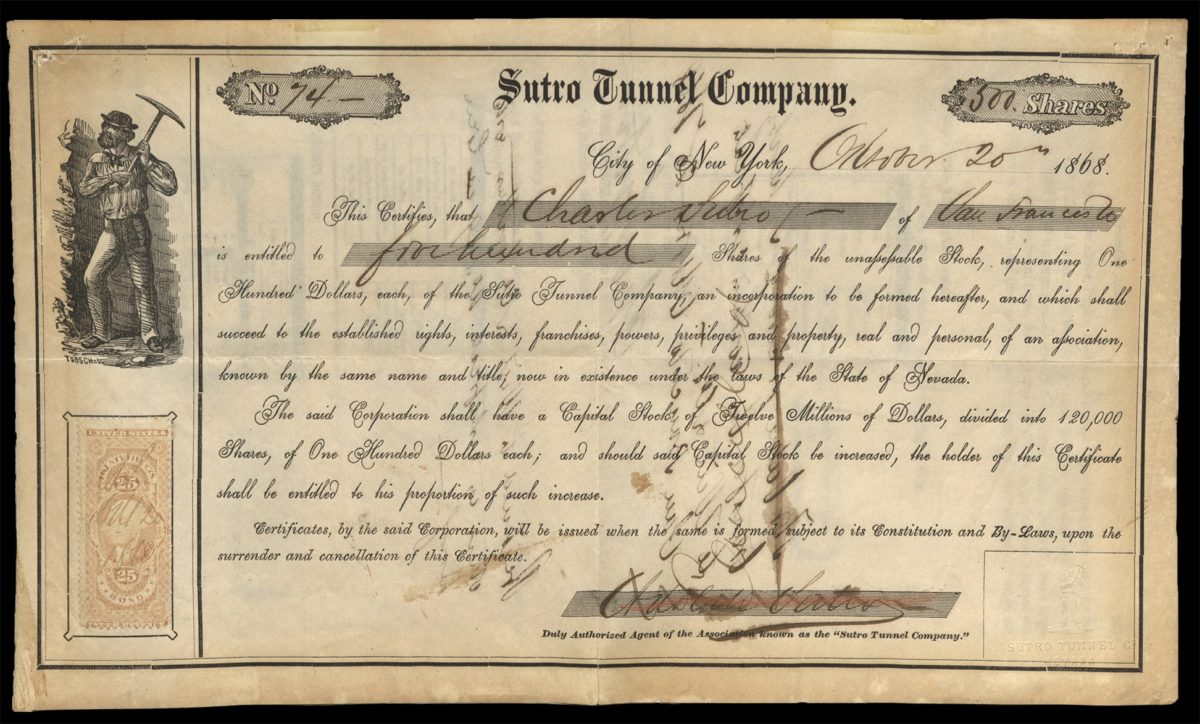 No 74 —
Sutro Tunnel Company.
500. Shares
City of New York, October 20th 1868.
This Certifies, that Charles Sutro — of San Francisco
is entitled to five hundred Shares of the unassessable Stock, representing One
Hundred Dollars, each, of the Sutro Tunnel Company, an incorporation to be formed hereafter, and which shall
succeed to the established rights, interests, franchises, powers, privileges and property, real and personal, of an association,
known by the same name and title, now in existence under the laws of the State of Nevada.
The said Corporation shall have a Capital Stock of Twelve Millions of Dollars, divided into 120,000
Shares, of One Hundred Dollars each; and should said Capital Stock be increased, the holder of this Certificate
shall be entitled to his proportion of such increase.
Certificates, by the said Corporation, will be issued when the same is formed, subject to its Constitution and By-Laws, upon the
surrender and cancellation of this Certificate.
Sutro
Duly Authorized Agent of the Association known as the "Sutro Tunnel Company."
UNITED STATES
25
25
BOND
SUTRO TUNNEL Co